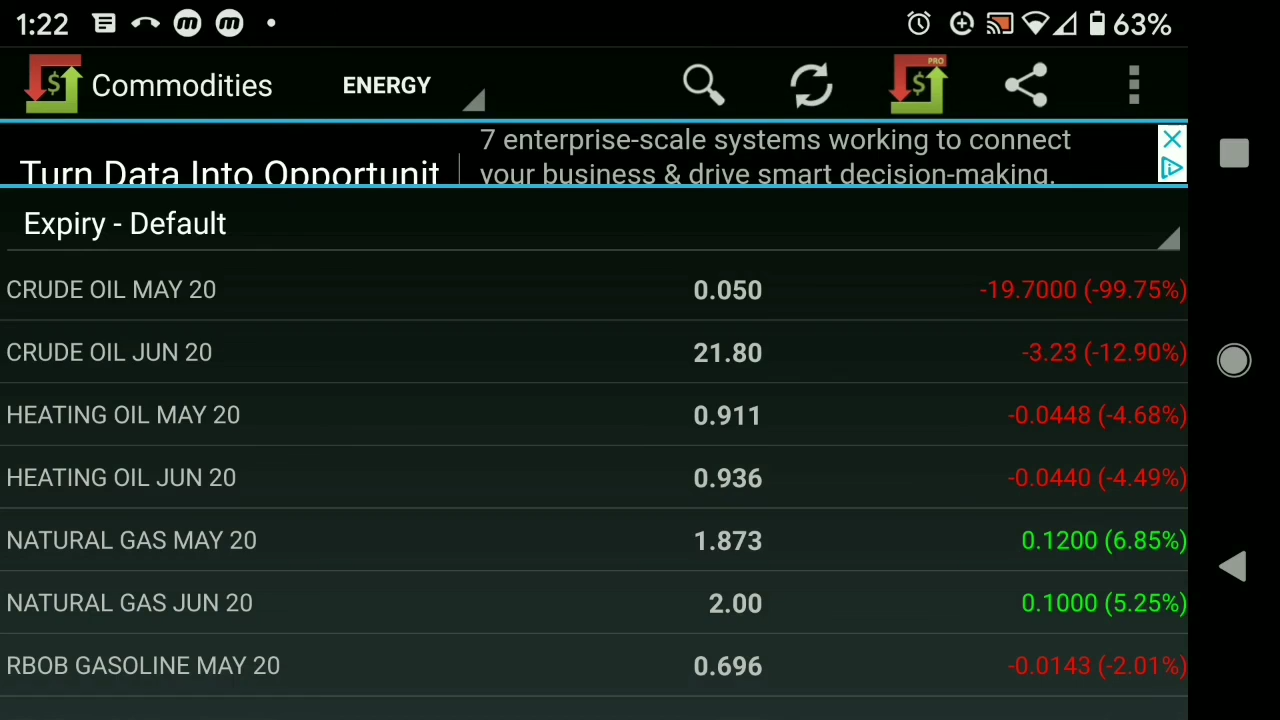 1:22 63%
Commodities ENERGY PRO
Turn Data Into Opportunit
7 enterprise-scale systems working to connect
your business & drive smart decision-making.
Expiry - Default
CRUDE OIL MAY 20 0.050 -19.7000 (-99.75%)
CRUDE OIL JUN 20 21.80 -3.23 (-12.90%)
HEATING OIL MAY 20 0.911 -0.0448 (-4.68%)
HEATING OIL JUN 20 0.936 -0.0440 (-4.49%)
NATURAL GAS MAY 20 1.873 0.1200 (6.85%)
NATURAL GAS JUN 20 2.00 0.1000 (5.25%)
RBOB GASOLINE MAY 20 0.696 -0.0143 (-2.01%)